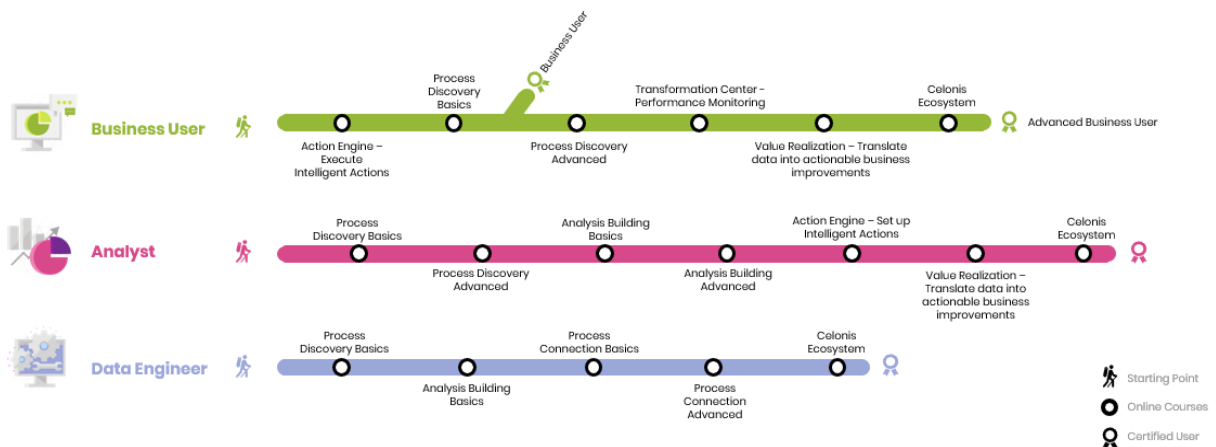 Business User
Process
Discovery
Basics
Business User
Transformation Center -
Performance Monitoring
Celonis
Ecosystem
Advanced Business User
Action Engine –
Execute
Intelligent Actions
Process Discovery
Advanced
Value Realization – Translate
data into actionable business
improvements
Analyst
Process
Discovery Basics
Analysis Building
Basics
Action Engine – Set up
Intelligent Actions
Celonis
Ecosystem
Process Discovery
Advanced
Analysis Building
Advanced
Value Realization –
Translate data into
actionable business
improvements
Data Engineer
Process
Discovery Basics
Process
Connection Basics
Celonis
Ecosystem
Analysis Building
Basics
Process
Connection
Advanced
Starting Point
Online Courses
Certified User